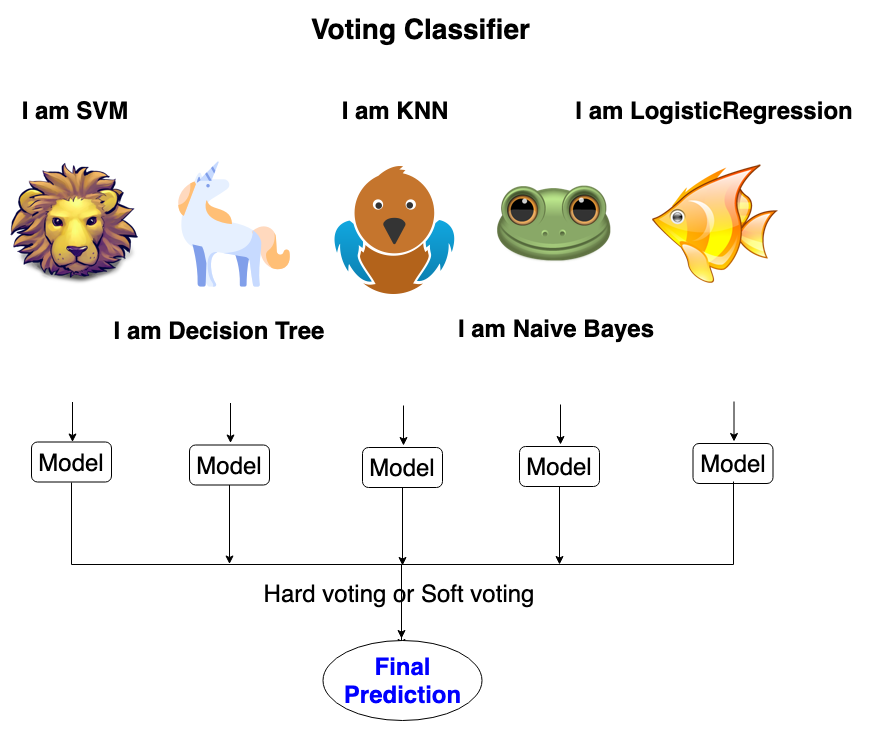 Voting Classifier
I am SVM
I am KNN
I am LogisticRegression
I am Decision Tree
I am Naive Bayes
Model
Model
Model
Model
Model
Hard voting or Soft voting
Final
Prediction